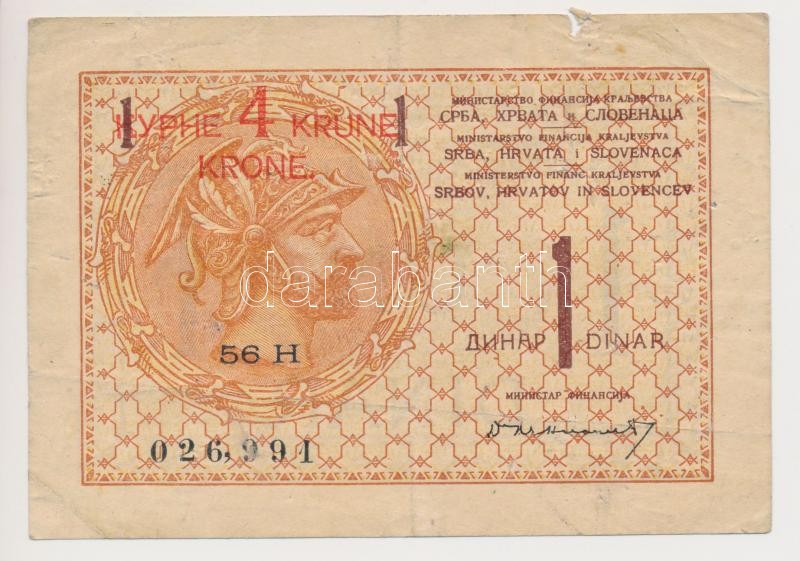 1 1
КУРНЕ 4 KRUNE
KRONE.
МИНИСТАРСТВО ФИНАНСИЈА КРАЉЕВСТВА
СРБА, ХРВАТА и СЛОВЕНАЦА
MINISTARSTVO FINANCIJA KRALJEVSTVA
SRBA, HRVATA i SLOVENACA
MINISTERSTVO FINANC KRALJEVSTVA
SRBOV, HRVATOV IN SLOVENCEV
darabanth
ДИНАР 1 DINAR
56 H
МИНИСТАР ФИНАНСИЈА
026,991